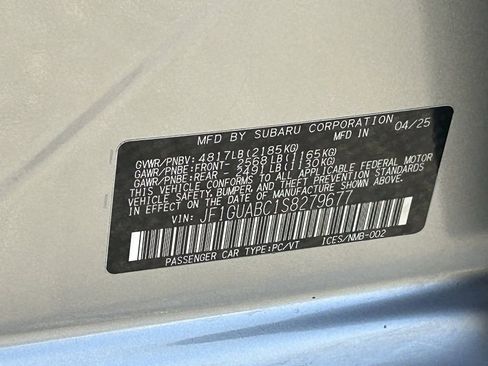 MFD BY SUBARU CORPORATION 04/25
GVWR/PNBV: 4817LB(2185KG)
GAWR/PNBE:FRONT- 2568LB(1165KG)
GAWR/PNBE:REAR - 2491LB(1130KG)
THIS VEHICLE CONFORMS TO ALL APPLICABLE FEDERAL MOTOR
VEHICLE SAFETY, BUMPER, AND THEFT PREVENTION
STANDARDS IN EFFECT ON THE DATE OF MANUFACTURE
SHOWN ABOVE.
VIN: JF1GUABC1S8279677
PASSENGER CAR TYPE:PC/VT ICES/NMB-002